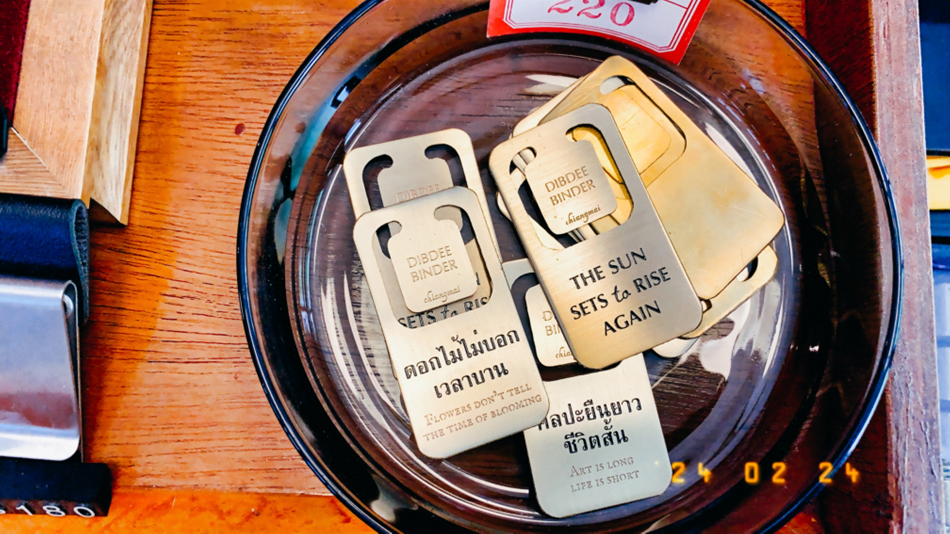 220
DIBDEE
BINDER
chiangmai
THE SUN
SETS to RISE
AGAIN
DIBDEE
BINDER
chiangmai
SETS to RIS
ดอกไม้ไม่บอก
เวลาบาน
FLOWERS DON'T TELL
THE TIME OF BLOOMING
ศิลปะยืนยาว
ชีวิตสั้น
ART IS LONG
LIFE IS SHORT
24 02 24
180